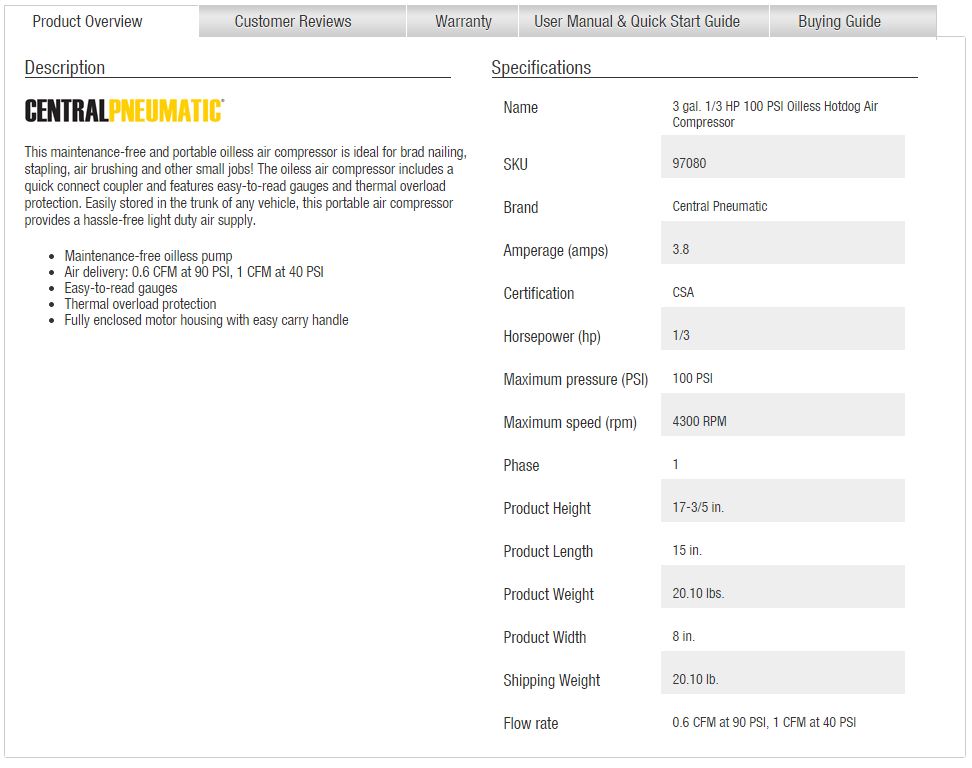 Product Overview
Customer Reviews
Warranty
User Manual & Quick Start Guide
Buying Guide
Description
CENTRALPNEUMATIC®
This maintenance-free and portable oilless air compressor is ideal for brad nailing,
stapling, air brushing and other small jobs! The oiless air compressor includes a
quick connect coupler and features easy-to-read gauges and thermal overload
protection. Easily stored in the trunk of any vehicle, this portable air compressor
provides a hassle-free light duty air supply.
• Maintenance-free oilless pump
• Air delivery: 0.6 CFM at 90 PSI, 1 CFM at 40 PSI
• Easy-to-read gauges
• Thermal overload protection
• Fully enclosed motor housing with easy carry handle
Specifications
Name 3 gal. 1/3 HP 100 PSI Oilless Hotdog Air
Compressor
SKU 97080
Brand Central Pneumatic
Amperage (amps) 3.8
Certification CSA
Horsepower (hp) 1/3
Maximum pressure (PSI) 100 PSI
Maximum speed (rpm) 4300 RPM
Phase 1
Product Height 17-3/5 in.
Product Length 15 in.
Product Weight 20.10 lbs.
Product Width 8 in.
Shipping Weight 20.10 lb.
Flow rate 0.6 CFM at 90 PSI, 1 CFM at 40 PSI